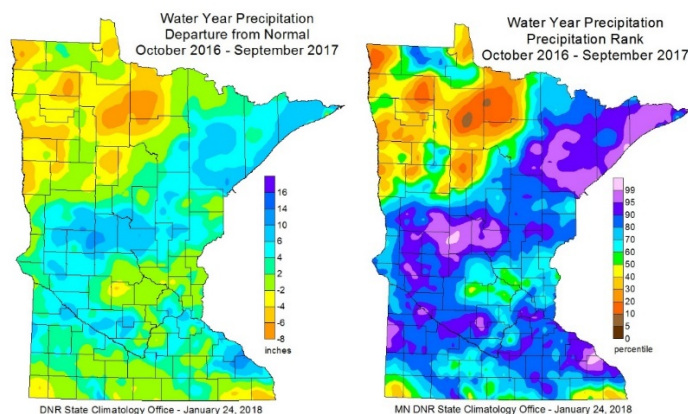 Water Year Precipitation
Departure from Normal
October 2016 - September 2017
16
14
10
6
4
2
-2
-4
-6
-8
inches
DNR State Climatology Office - January 24, 2018
Water Year Precipitation
Precipitation Rank
October 2016 - September 2017
99
95
90
80
70
60
50
40
30
20
10
5
0
percentile
MN DNR State Climatology Office - January 24, 2018